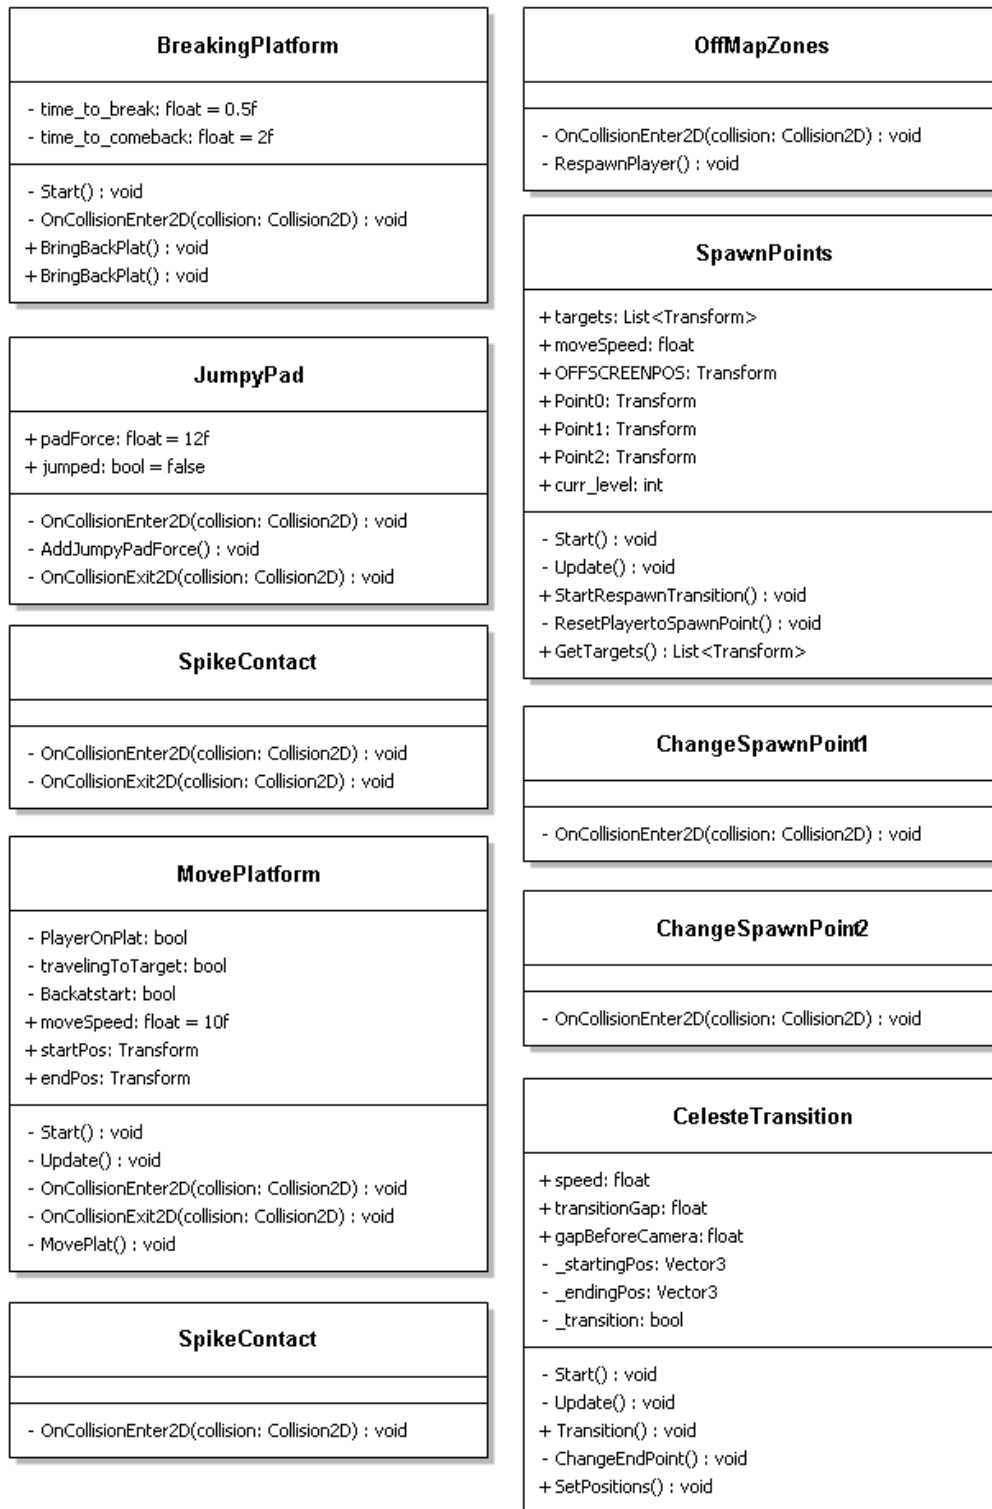 BreakingPlatform
- time_to_break: float = 0.5f
- time_to_comeback: float = 2f
- Start() : void
- OnCollisionEnter2D(collision: Collision2D) : void
+ BringBackPlat() : void
+ BringBackPlat() : void
JumpyPad
+ padForce: float = 12f
+ jumped: bool = false
- OnCollisionEnter2D(collision: Collision2D) : void
- AddJumpyPadForce() : void
- OnCollisionExit2D(collision: Collision2D) : void
SpikeContact
- OnCollisionEnter2D(collision: Collision2D) : void
- OnCollisionExit2D(collision: Collision2D) : void
MovePlatform
- PlayerOnPlat: bool
- travelingToTarget: bool
- Backatstart: bool
+ moveSpeed: float = 10f
+ startPos: Transform
+ endPos: Transform
- Start() : void
- Update() : void
- OnCollisionEnter2D(collision: Collision2D) : void
- OnCollisionExit2D(collision: Collision2D) : void
- MovePlat() : void
SpikeContact
- OnCollisionEnter2D(collision: Collision2D) : void
OffMapZones
- OnCollisionEnter2D(collision: Collision2D) : void
- RespawnPlayer() : void
SpawnPoints
+ targets: List<Transform>
+ moveSpeed: float
+ OFFSCREENPOS: Transform
+ Point0: Transform
+ Point1: Transform
+ Point2: Transform
+ curr_level: int
- Start() : void
- Update() : void
+ StartRespawnTransition() : void
- ResetPlayertoSpawnPoint() : void
+ GetTargets() : List<Transform>
ChangeSpawnPoint1
- OnCollisionEnter2D(collision: Collision2D) : void
ChangeSpawnPoint2
- OnCollisionEnter2D(collision: Collision2D) : void
CelesteTransition
+ speed: float
+ transitionGap: float
+ gapBeforeCamera: float
- _startingPos: Vector3
- _endingPos: Vector3
- _transition: bool
- Start() : void
- Update() : void
+ Transition() : void
- ChangeEndPoint() : void
+ SetPositions() : void